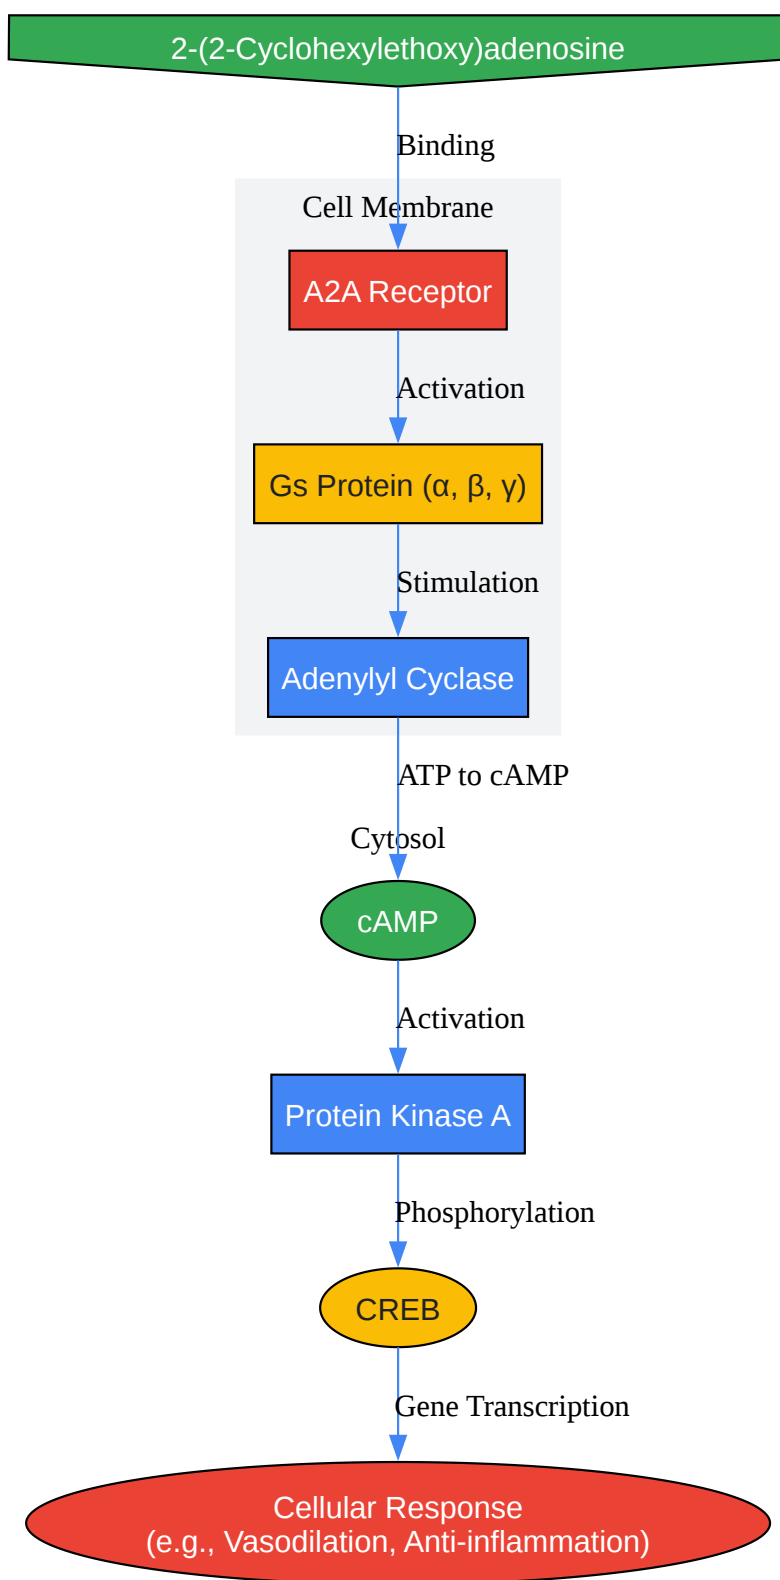 2-(2-Cyclohexylethoxy)adenosine
Binding
Cell Membrane
A2A Receptor
Activation
Gs Protein (α, β, γ)
Stimulation
Adenylyl Cyclase
ATP to cAMP
Cytosol
cAMP
Activation
Protein Kinase A
Phosphorylation
CREB
Gene Transcription
Cellular Response
(e.g., Vasodilation, Anti-inflammation)